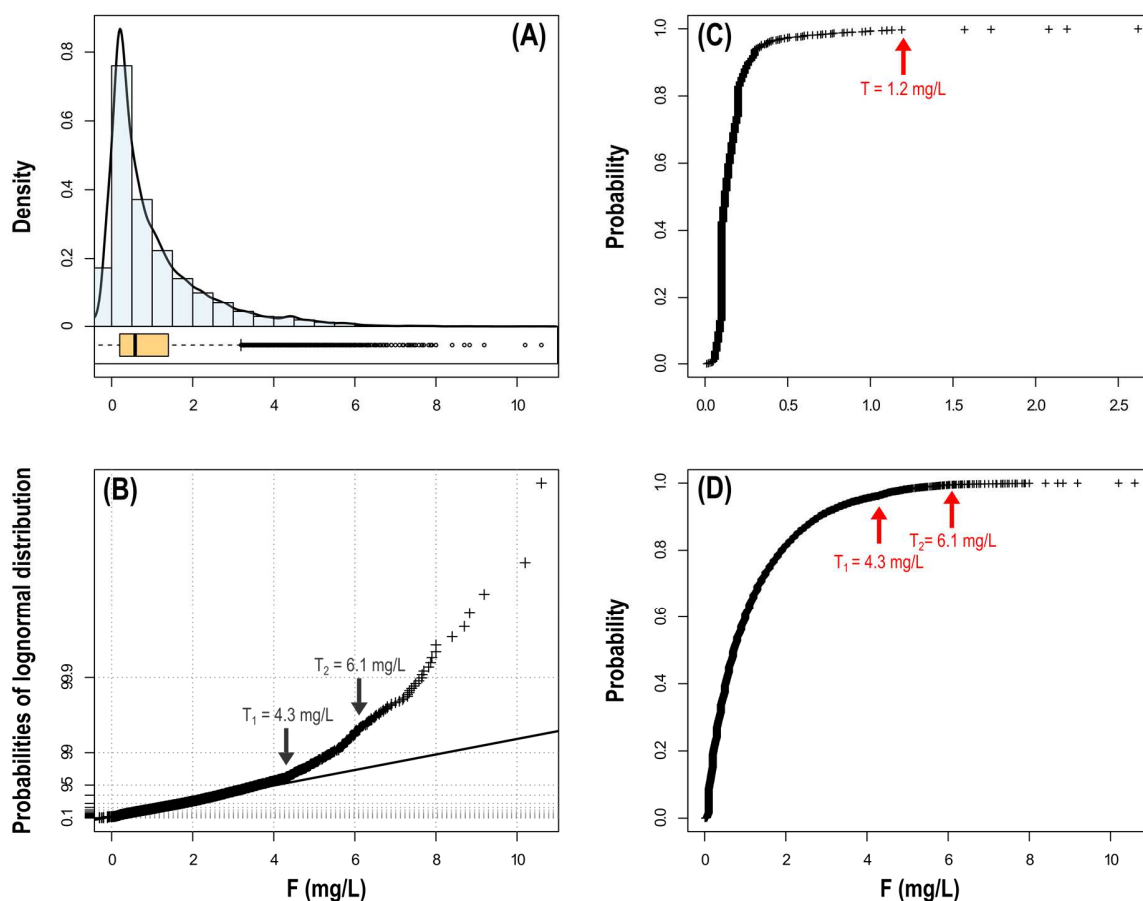 (A)
Density
0 0.2 0.4 0.6 0.8
0 2 4 6 8 10
(C)
Probability
0.0 0.2 0.4 0.6 0.8 1.0
T = 1.2 mg/L
0.0 0.5 1.0 1.5 2.0 2.5
(B)
Probabilities of lognormal distribution
0.1 95 99 99.9
T2 = 6.1 mg/L
T1 = 4.3 mg/L
0 2 4 6 8 10
F (mg/L)
(D)
Probability
0.0 0.2 0.4 0.6 0.8 1.0
T2= 6.1 mg/L
T1 = 4.3 mg/L
0 2 4 6 8 10
F (mg/L)